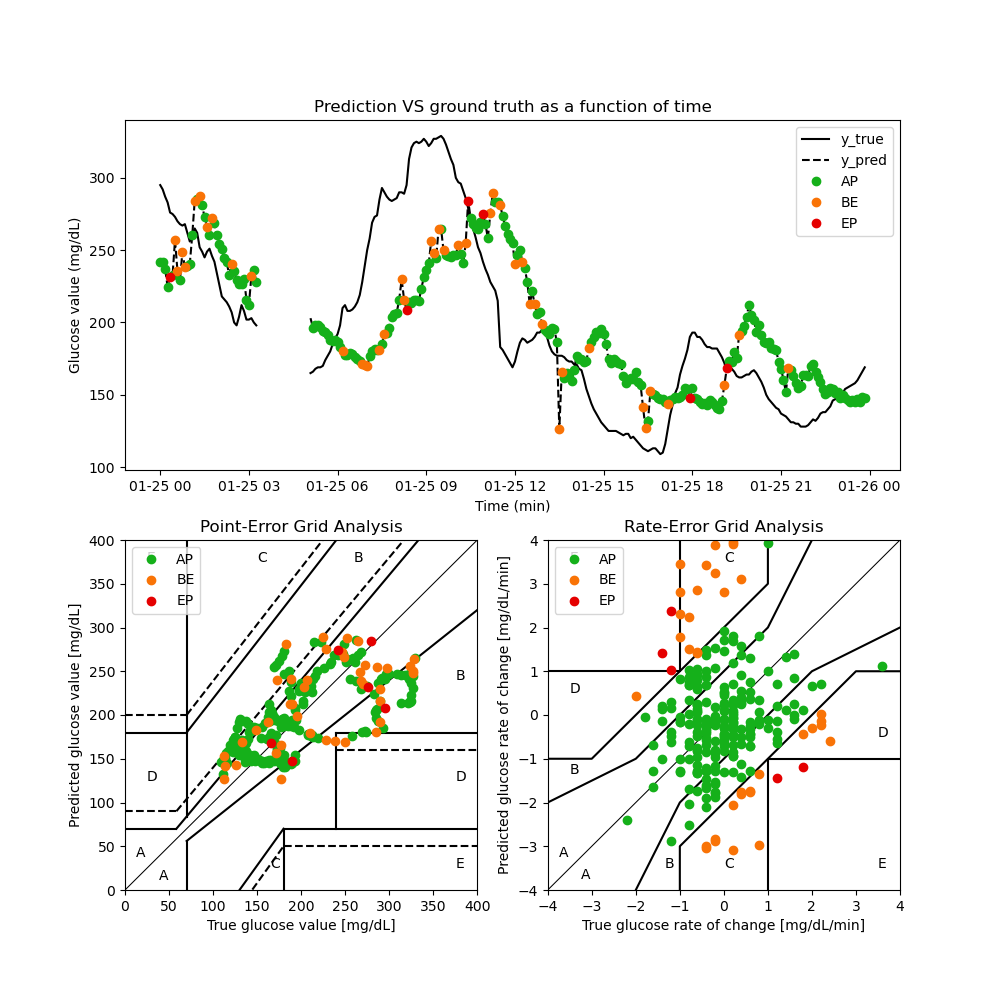 Prediction VS ground truth as a function of time
Glucose value (mg/dL)
300
250
200
150
100
y_true
y_pred
AP
BE
EP
01-25 00 01-25 03 01-25 06 01-25 09 01-25 12 01-25 15 01-25 18 01-25 21 01-26 00
Time (min)
Point-Error Grid Analysis
Predicted glucose value [mg/dL]
400
350
300
250
200
150
100
50
0
AP
BE
EP
C
B
B
D
D
A
A
C
E
0 50 100 150 200 250 300 350 400
True glucose value [mg/dL]
Rate-Error Grid Analysis
Predicted glucose rate of change [mg/dL/min]
4
3
2
1
0
−1
−2
−3
−4
AP
BE
EP
C
D
D
B
A
A
B
C
E
−4 −3 −2 −1 0 1 2 3 4
True glucose rate of change [mg/dL/min]